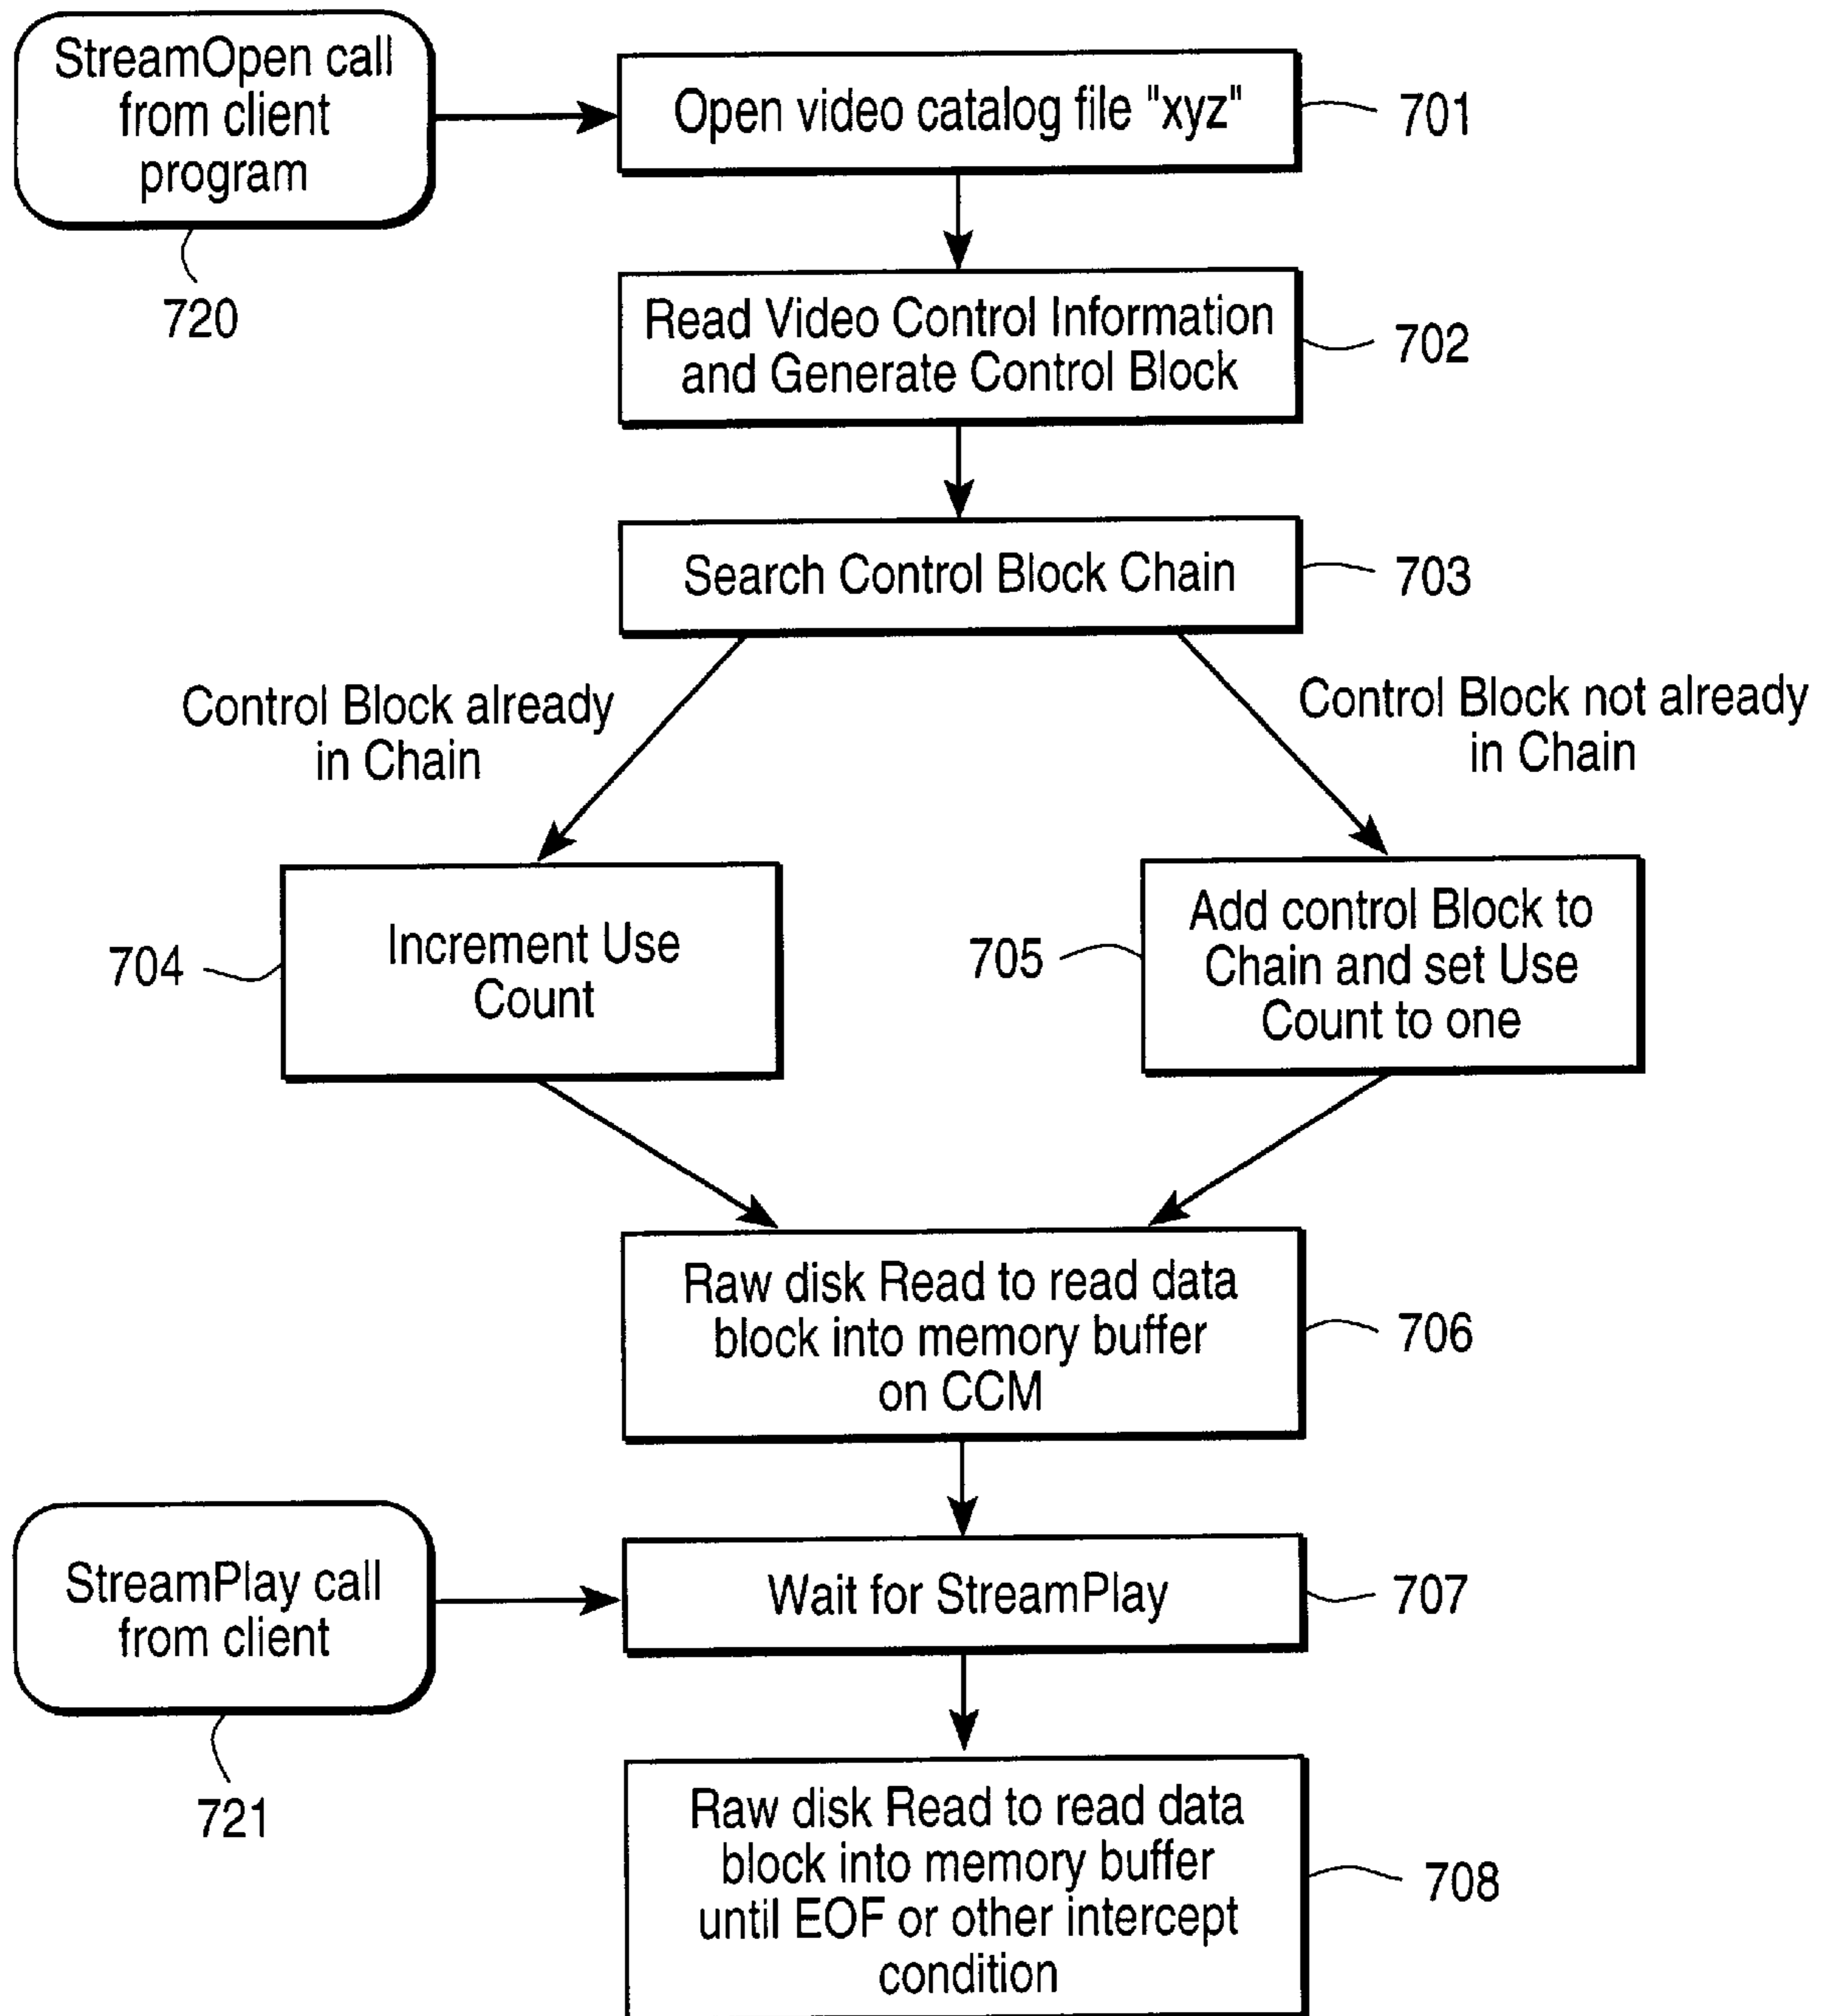 StreamOpen call
from client
program
720
Open video catalog file "xyz"
701
Read Video Control Information
and Generate Control Block
702
Search Control Block Chain
703
Control Block already
in Chain
Control Block not already
in Chain
704
Increment Use
Count
705
Add control Block to
Chain and set Use
Count to one
Raw disk Read to read data
block into memory buffer
on CCM
706
StreamPlay call
from client
721
Wait for StreamPlay
707
Raw disk Read to read data
block into memory buffer
until EOF or other intercept
condition
708